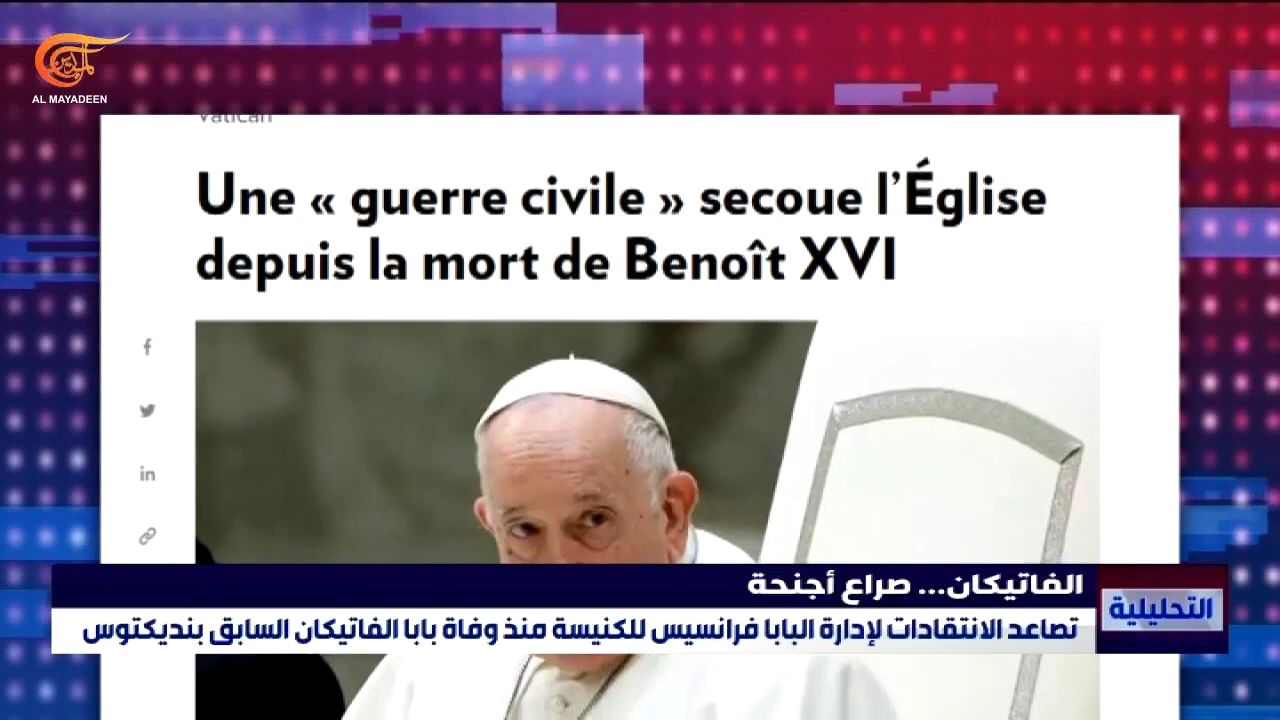 AL MAYADEEN
Vatican
Une « guerre civile » secoue l’Église
depuis la mort de Benoît XVI
الفاتيكان... صراع أجنحة
التحليلية
تصاعد الانتقادات لإدارة البابا فرانسيس للكنيسة منذ وفاة بابا الفاتيكان السابق بنديكتوس